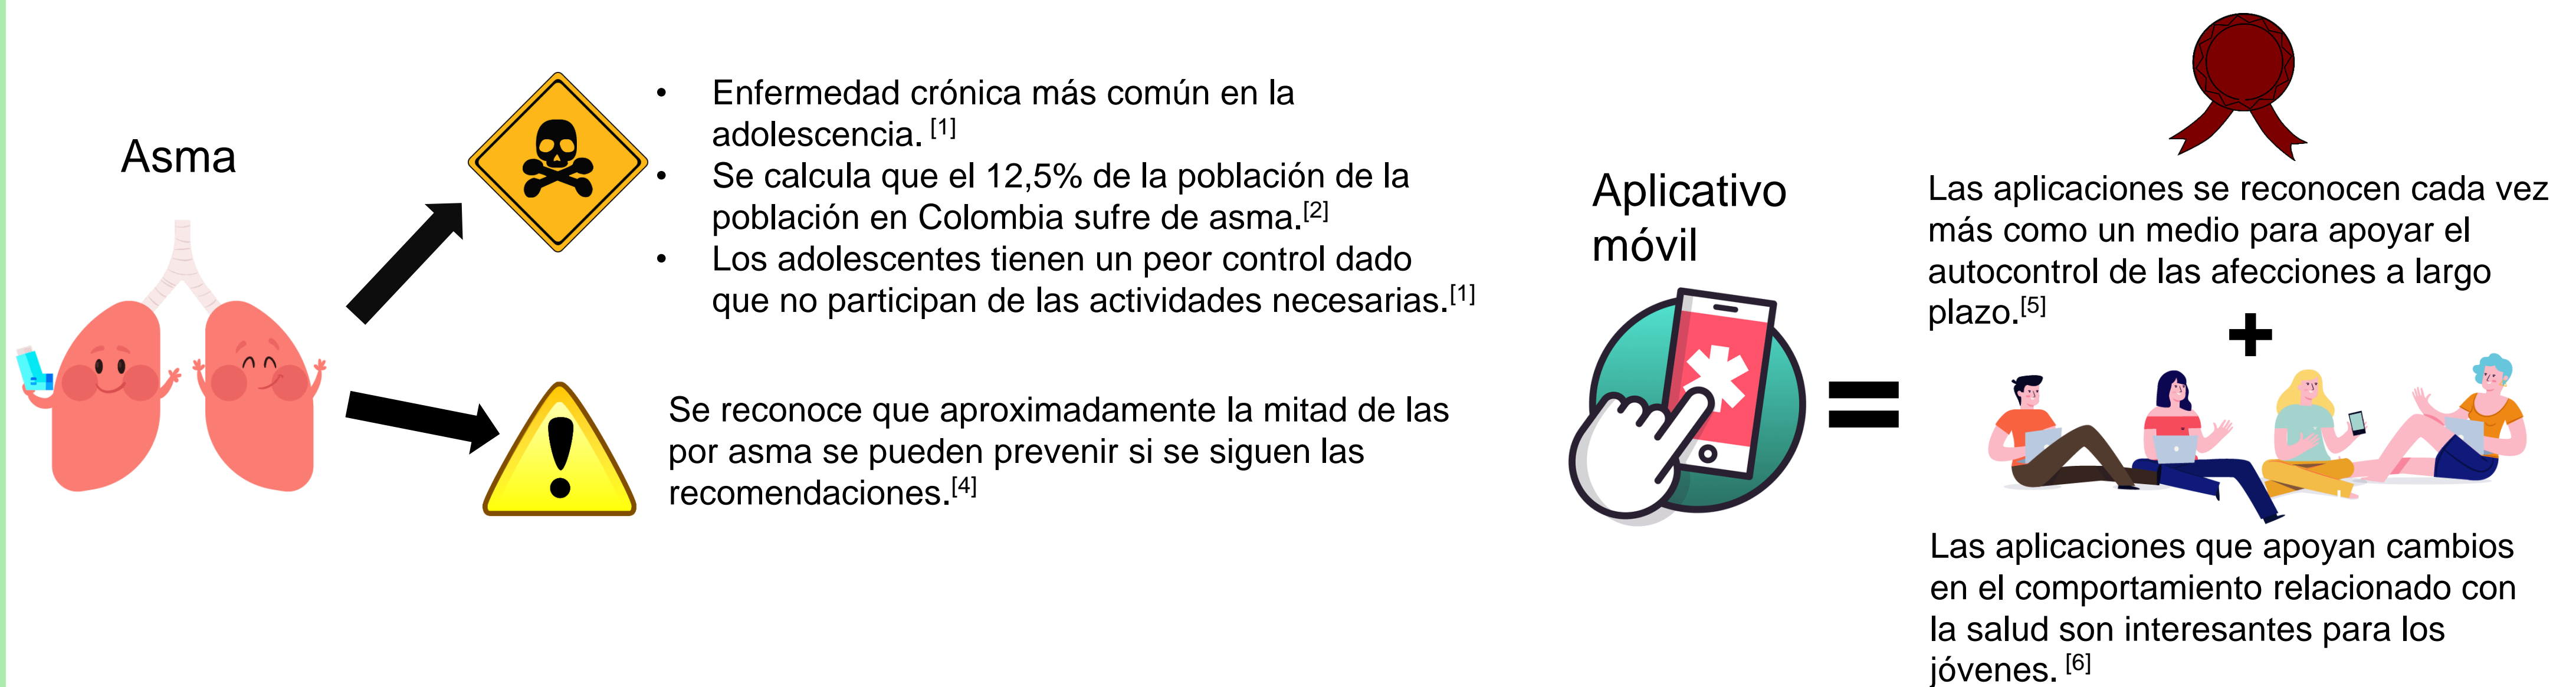 Asma
• Enfermedad crónica más común en la
adolescencia. [1]
• Se calcula que el 12,5% de la población de la
población en Colombia sufre de asma.[2]
• Los adolescentes tienen un peor control dado
que no participan de las actividades necesarias.[1]
Se reconoce que aproximadamente la mitad de las
por asma se pueden prevenir si se siguen las
recomendaciones.[4]
Aplicativo
móvil
=
Las aplicaciones se reconocen cada vez
más como un medio para apoyar el
autocontrol de las afecciones a largo
plazo.[5]
+
Las aplicaciones que apoyan cambios
en el comportamiento relacionado con
la salud son interesantes para los
jóvenes. [6]